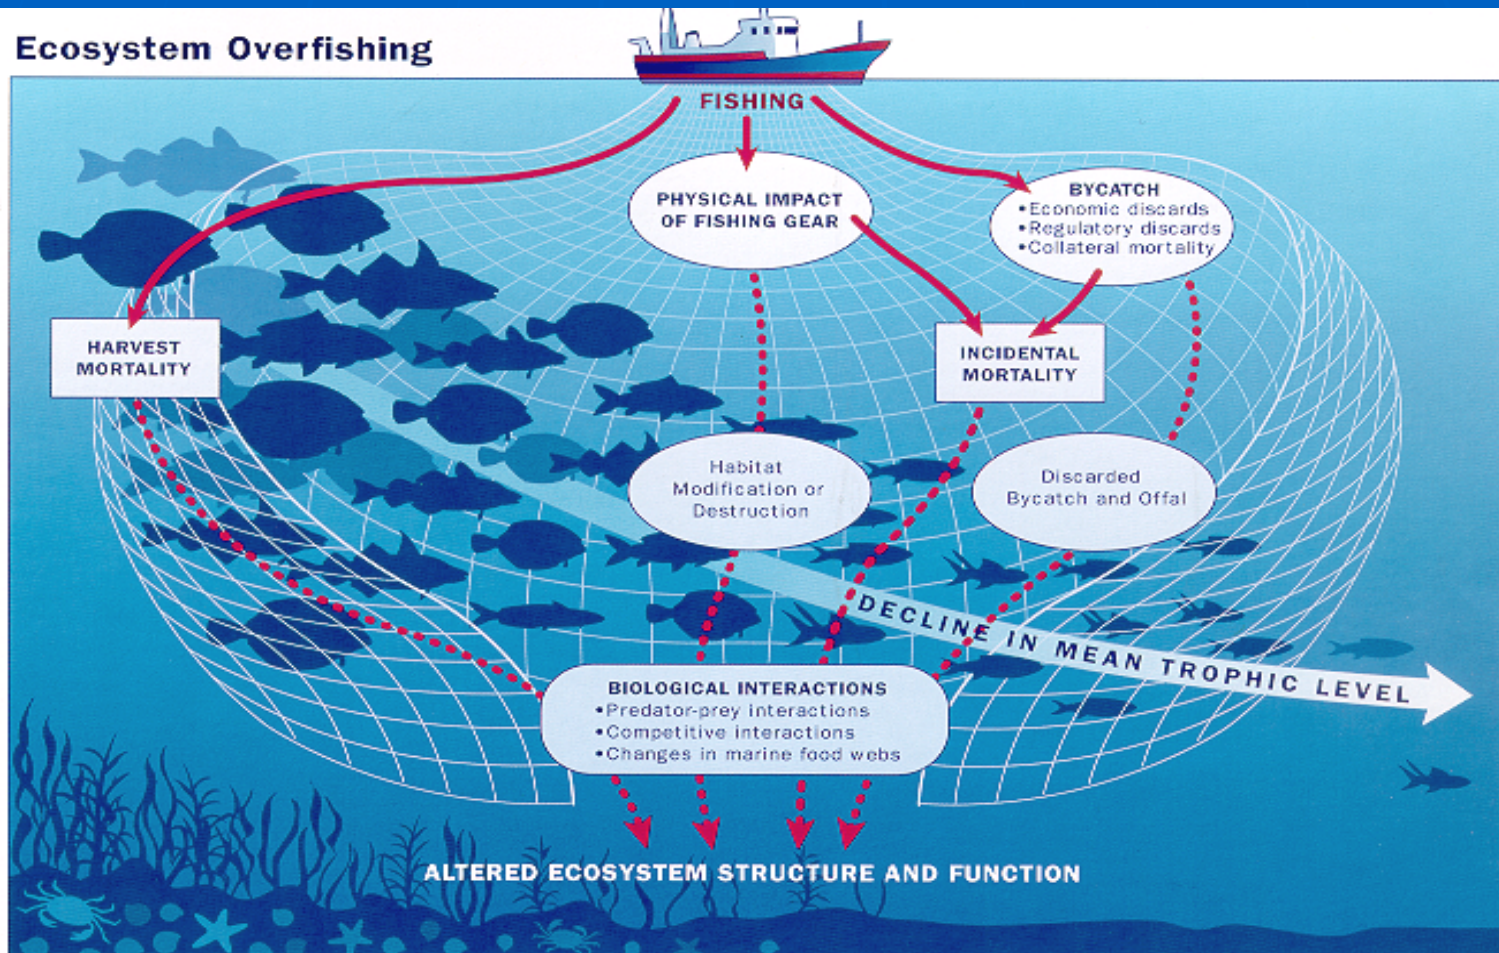 Ecosystem Overfishing
FISHING
PHYSICAL IMPACT
OF FISHING GEAR
BYCATCH
•Economic discards
•Regulatory discards
•Collateral mortality
HARVEST
MORTALITY
INCIDENTAL
MORTALITY
Habitat
Modification or
Destruction
Discarded
Bycatch and Offal
DECLINE IN MEAN TROPHIC LEVEL
BIOLOGICAL INTERACTIONS
•Predator-prey interactions
•Competitive interactions
•Changes in marine food webs
ALTERED ECOSYSTEM STRUCTURE AND FUNCTION